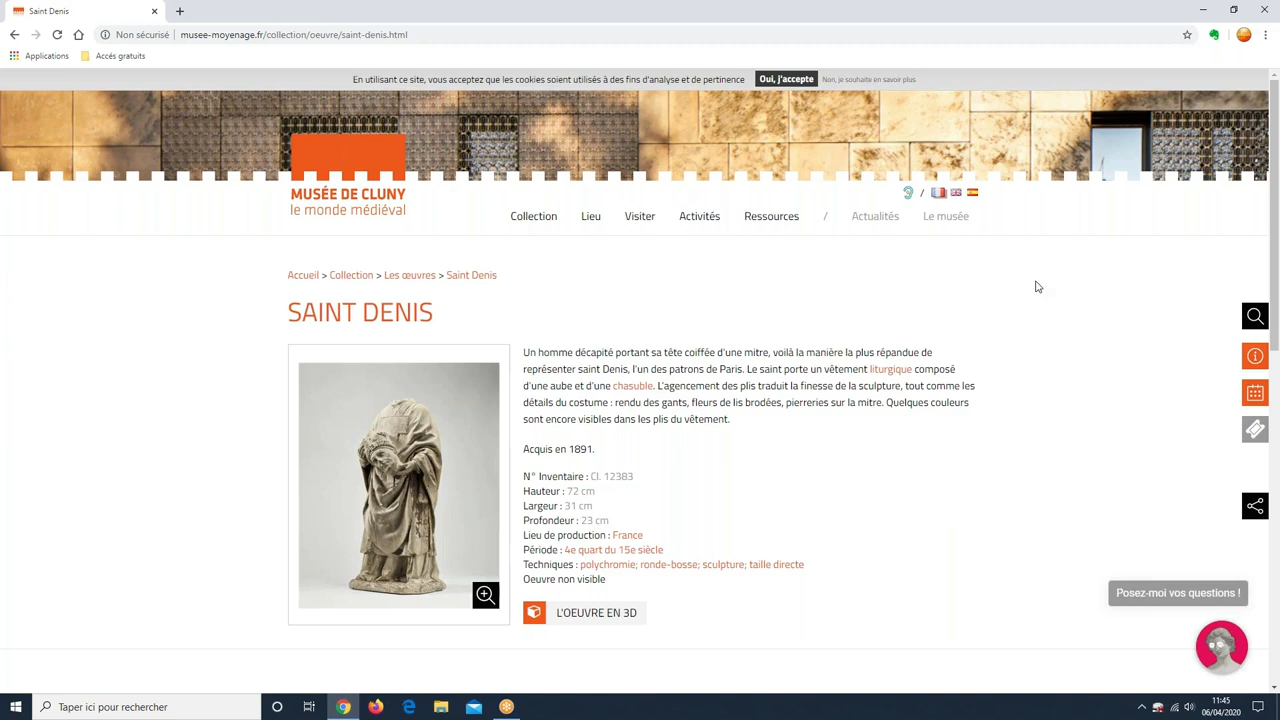 Saint Denis
Non sécurisé
musee-moyenage.fr/collection/oeuvre/saint-denis.html
Applications
Accés gratuits
En utilisant ce site, vous acceptez que les cookies soient utilisés à des fins d'analyse et de pertinence
Oui, j'accepte
Non, je souhaite en savoir plus
MUSÉE DE CLUNY
le monde médiéval
/
Collection
Lieu
Visiter
Activités
Ressources
/
Actualités
Le musée
Accueil > Collection > Les œuvres > Saint Denis
SAINT DENIS
Un homme décapité portant sa tête coiffée d'une mitre, voilà la manière la plus répandue de
représenter saint Denis, l'un des patrons de Paris. Le saint porte un vêtement liturgique composé
d'une aube et d'une chasuble. L'agencement des plis traduit la finesse de la sculpture, tout comme les
détails du costume : rendu des gants, fleurs de lis brodées, pierreries sur la mitre. Quelques couleurs
sont encore visibles dans les plis du vêtement.
Acquis en 1891.
N° Inventaire : Cl. 12383
Hauteur : 72 cm
Largeur : 31 cm
Profondeur : 23 cm
Lieu de production : France
Période : 4e quart du 15e siècle
Techniques : polychromie; ronde-bosse; sculpture; taille directe
Oeuvre non visible
L'OEUVRE EN 3D
Posez-moi vos questions !
Taper ici pour rechercher
11:45
06/04/2020